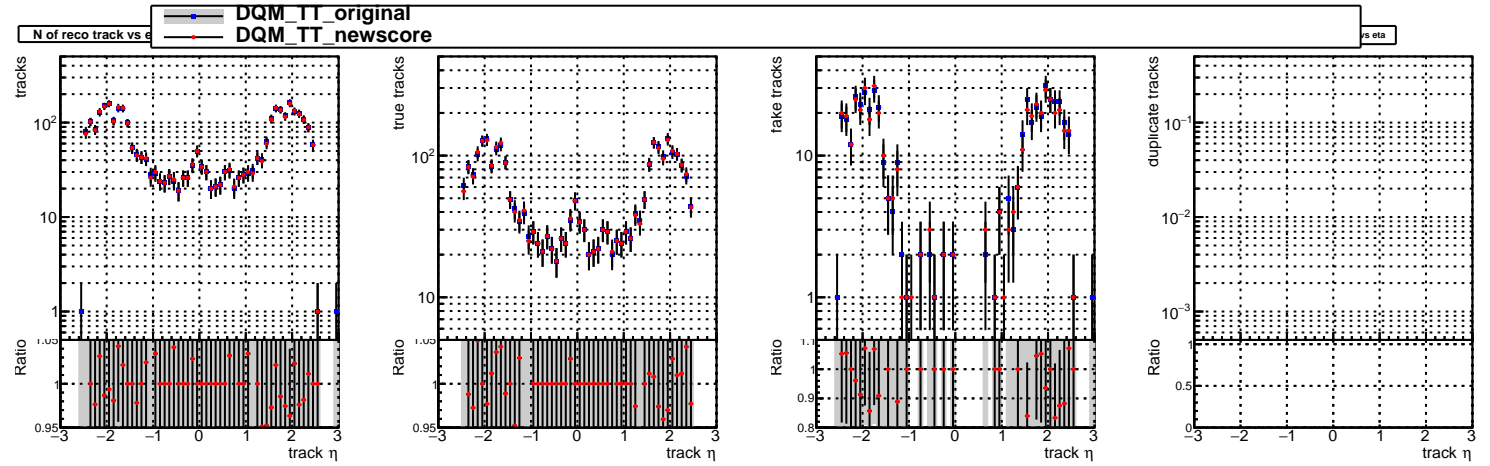 DQM_TT_original
DQM_TT_newscore
N of reco track vs e
vs eta
tracks
10²
10
1
Ratio
1.05
1
0.95
−3 −2 −1 0 1 2 3
track η
true tracks
10²
10
Ratio
1.05
1
0.95
−3 −2 −1 0 1 2 3
track η
fake tracks
10
1
Ratio
1.1
1.0
0.9
0.8
−3 −2 −1 0 1 2 3
track η
duplicate tracks
10⁻¹
10⁻²
10⁻³
Ratio
1
0.5
0
−3 −2 −1 0 1 2 3
track η